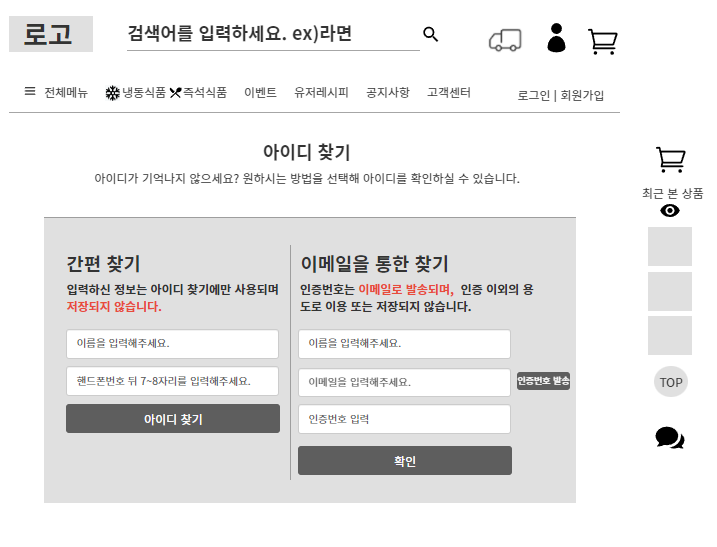 로고
검색어를 입력하세요. ex)라면
전체메뉴 냉동식품 즉석식품 이벤트 유저레시피 공지사항 고객센터
로그인 | 회원가입
최근 본 상품
TOP
아이디 찾기
아이디가 기억나지 않으세요? 원하시는 방법을 선택해 아이디를 확인하실 수 있습니다.
간편 찾기
입력하신 정보는 아이디 찾기에만 사용되며
저장되지 않습니다.
이름을 입력해주세요.
핸드폰번호 뒤 7~8자리를 입력해주세요.
아이디 찾기
이메일을 통한 찾기
인증번호는 이메일로 발송되며, 인증 이외의 용
도로 이용 또는 저장되지 않습니다.
이름을 입력해주세요.
이메일을 입력해주세요.
인증번호 발송
인증번호 입력
확인